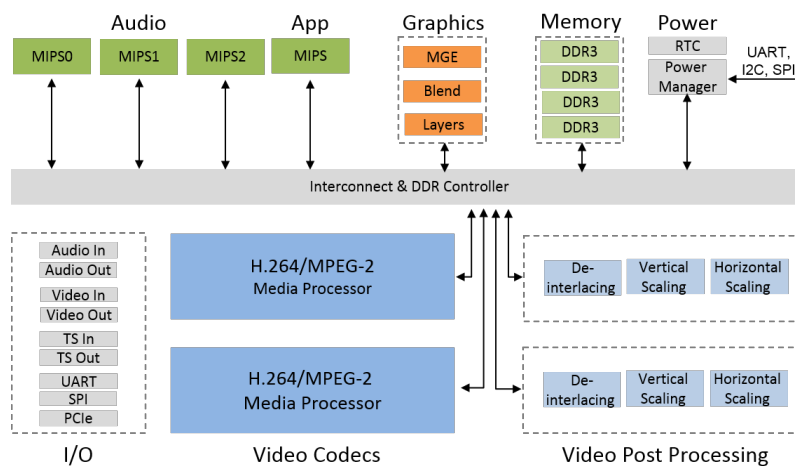 Audio
App
Graphics
Memory
Power
MIPS0
MIPS1
MIPS2
MIPS
MGE
Blend
Layers
DDR3
DDR3
DDR3
DDR3
RTC
Power
Manager
UART,
I2C, SPI
Interconnect & DDR Controller
Audio In
Audio Out
Video In
Video Out
TS In
TS Out
UART
SPI
PCIe
I/O
H.264/MPEG-2
Media Processor
H.264/MPEG-2
Media Processor
Video Codecs
De-
interlacing
Vertical
Scaling
Horizontal
Scaling
De-
interlacing
Vertical
Scaling
Horizontal
Scaling
Video Post Processing